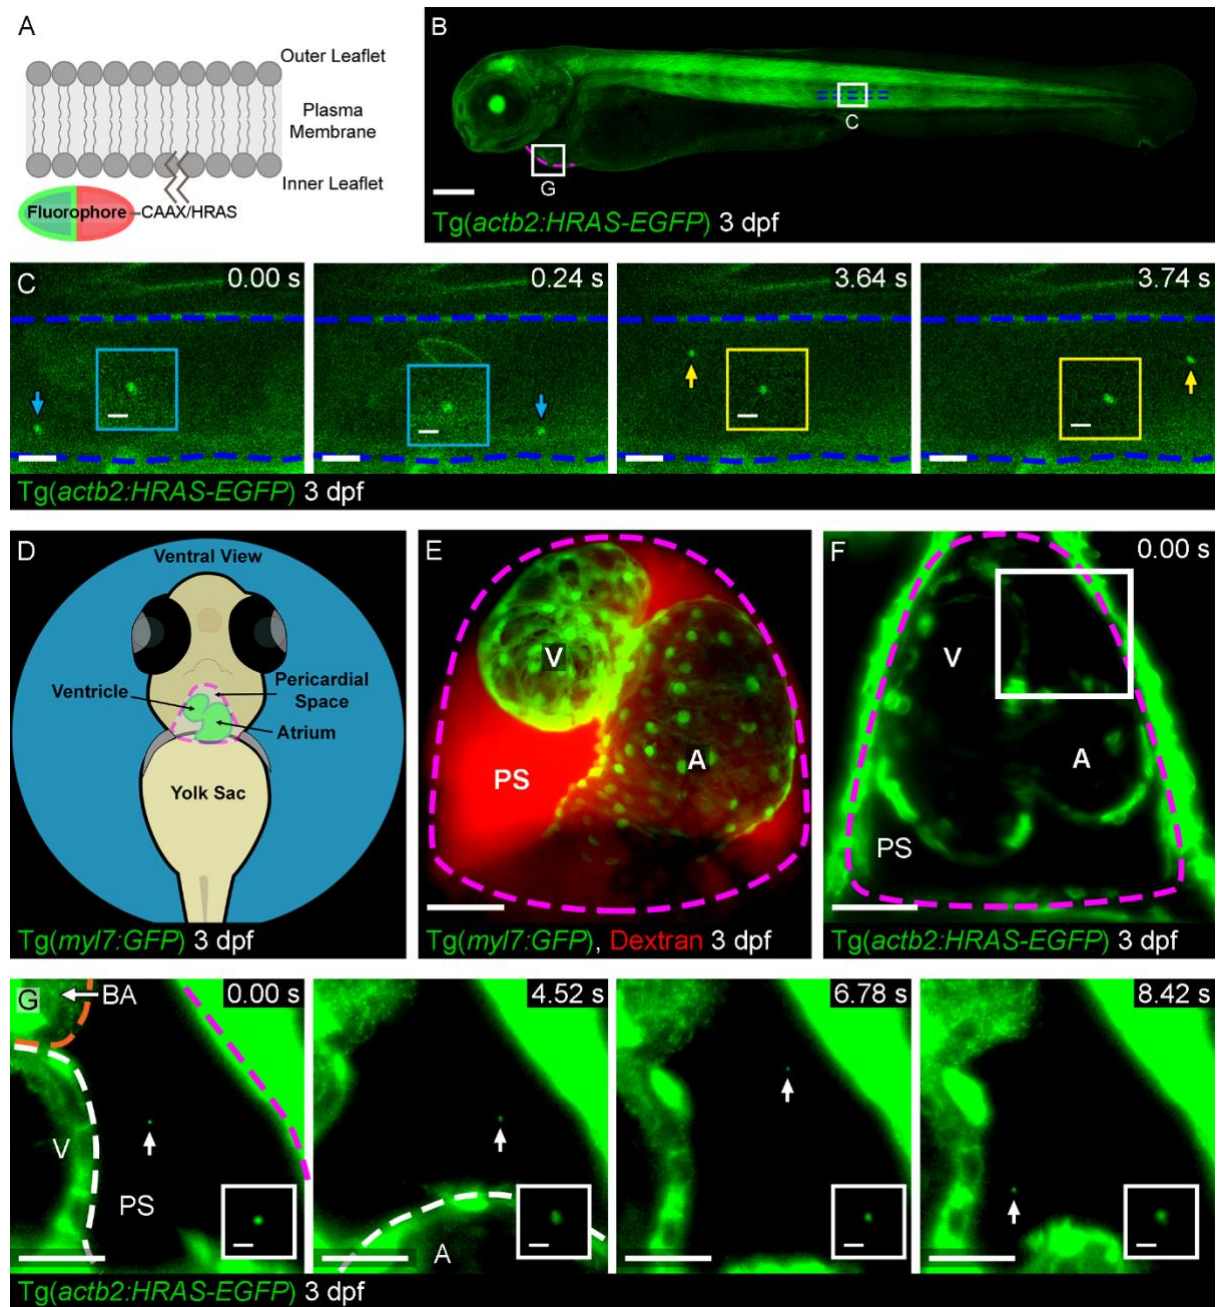 A
Outer Leaflet
Plasma
Membrane
Inner Leaflet
Fluorophore
CAAX/HRAS
B
C
G
Tg(actb2:HRAS-EGFP) 3 dpf
C
0.00 s
0.24 s
3.64 s
3.74 s
Tg(actb2:HRAS-EGFP) 3 dpf
D
Ventral View
Ventricle
Pericardial
Space
Atrium
Yolk Sac
Tg(myl7:GFP) 3 dpf
E
V
A
PS
Tg(myl7:GFP), Dextran 3 dpf
F
0.00 s
V
A
PS
Tg(actb2:HRAS-EGFP) 3 dpf
G
BA
0.00 s
V
PS
4.52 s
A
6.78 s
8.42 s
Tg(actb2:HRAS-EGFP) 3 dpf